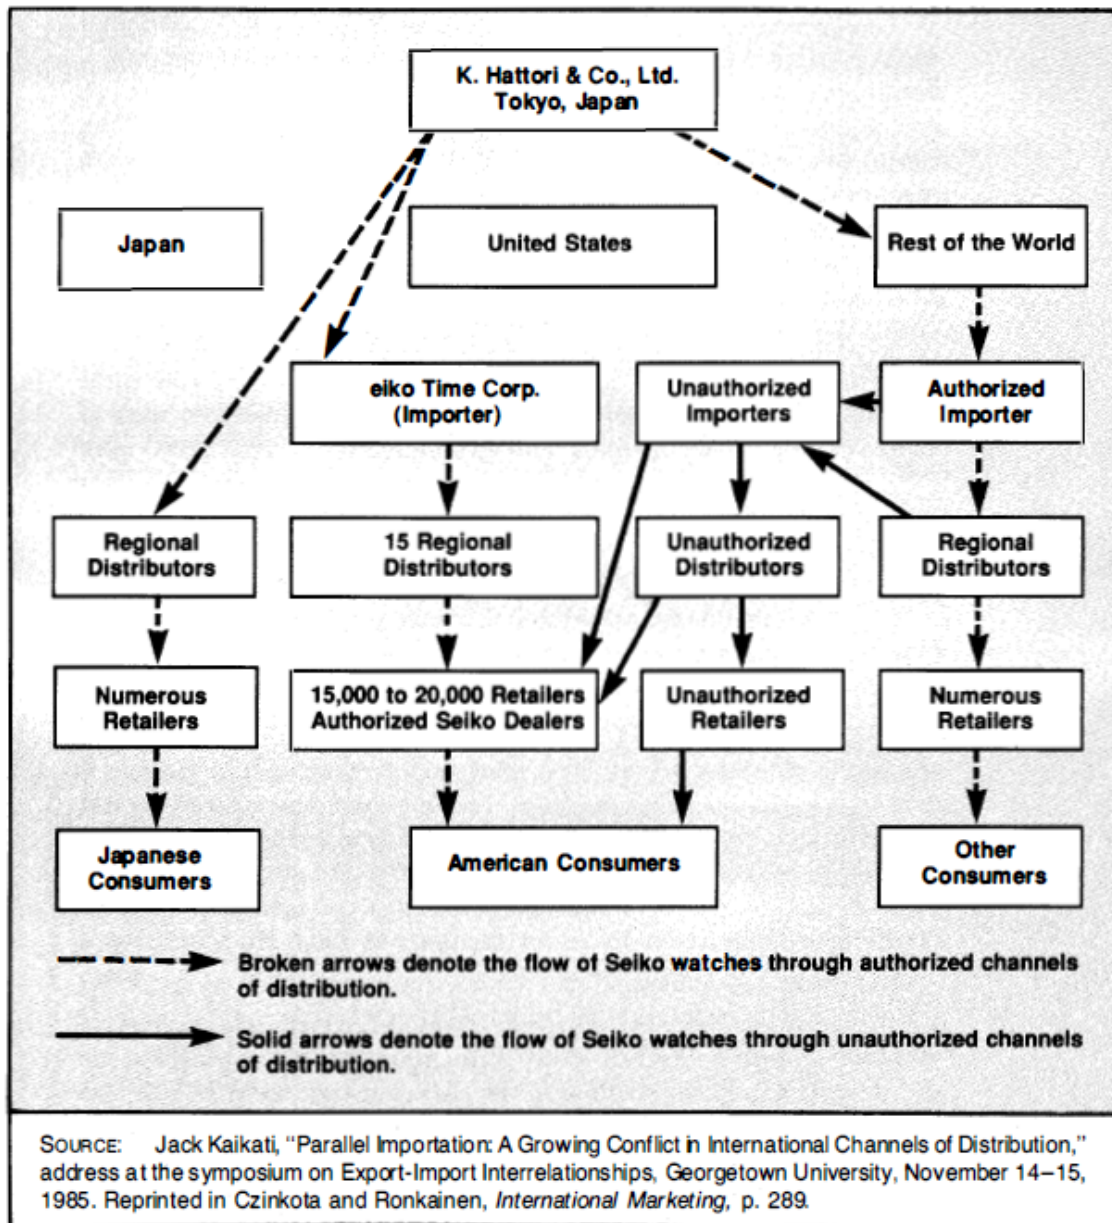 K. Hattori & Co., Ltd.
Tokyo, Japan
Japan
United States
Rest of the World
eiko Time Corp.
(Importer)
Unauthorized
Importers
Authorized
Importer
Regional
Distributors
15 Regional
Distributors
Unauthorized
Distributors
Regional
Distributors
Numerous
Retailers
15,000 to 20,000 Retailers
Authorized Seiko Dealers
Unauthorized
Retailers
Numerous
Retailers
Japanese
Consumers
American Consumers
Other
Consumers
Broken arrows denote the flow of Seiko watches through authorized channels
of distribution.
Solid arrows denote the flow of Seiko watches through unauthorized channels
of distribution.
SOURCE: Jack Kaikati, “Parallel Importation: A Growing Conflict in International Channels of Distribution,”
address at the symposium on Export-Import Interrelationships, Georgetown University, November 14–15,
1985. Reprinted in Czinkota and Ronkainen, International Marketing, p. 289.